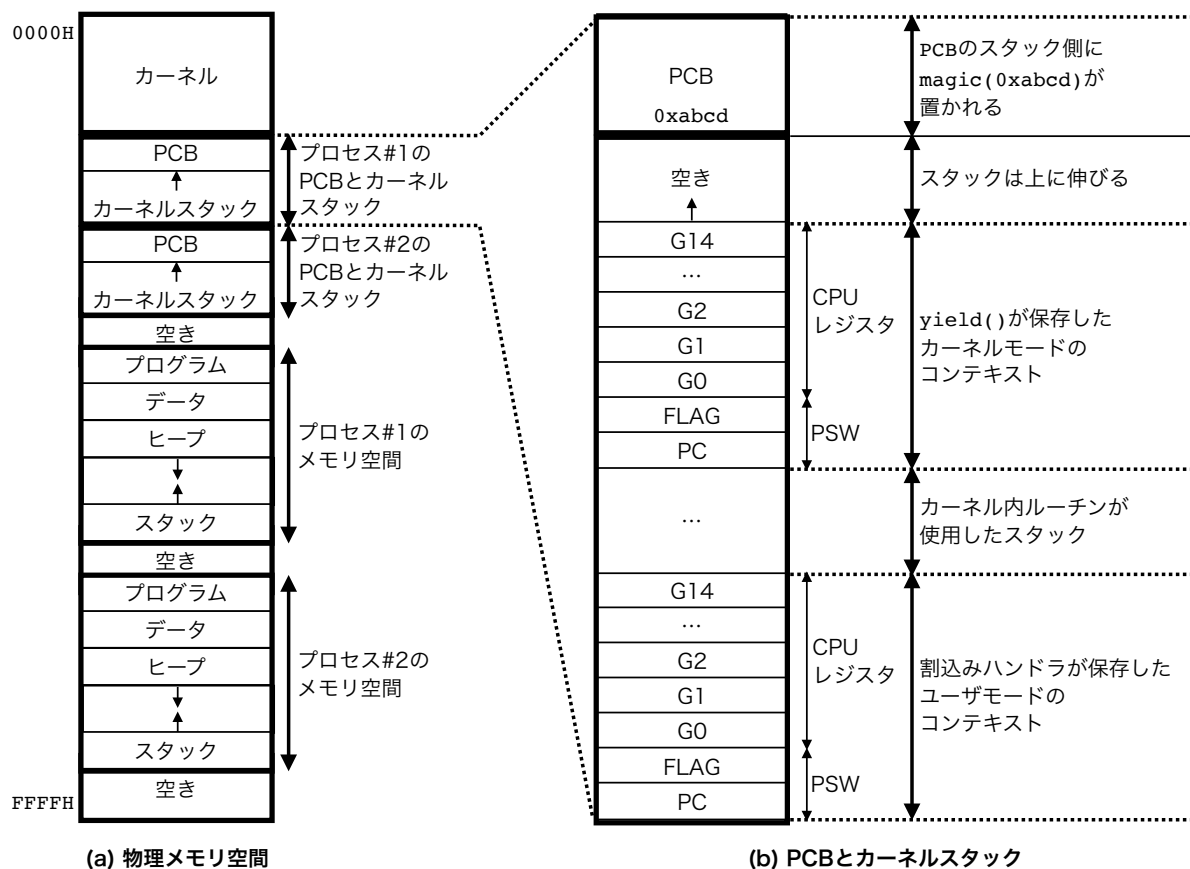 0000H
カーネル
PCB
カーネルスタック
プロセス#1の
PCBとカーネル
スタック
PCB
カーネルスタック
プロセス#2の
PCBとカーネル
スタック
空き
プログラム
データ
ヒープ
スタック
プロセス#1の
メモリ空間
空き
プログラム
データ
ヒープ
スタック
プロセス#2の
メモリ空間
空き
FFFFH
(a) 物理メモリ空間
PCB
0xabcd
PCBのスタック側に
magic(0xabcd)が
置かれる
空き
スタックは上に伸びる
G14
...
G2
G1
G0
FLAG
PC
CPU
レジスタ
PSW
yield()が保存した
カーネルモードの
コンテキスト
...
カーネル内ルーチンが
使用したスタック
G14
...
G2
G1
G0
FLAG
PC
CPU
レジスタ
PSW
割込みハンドラが保存した
ユーザモードの
コンテキスト
(b) PCBとカーネルスタック